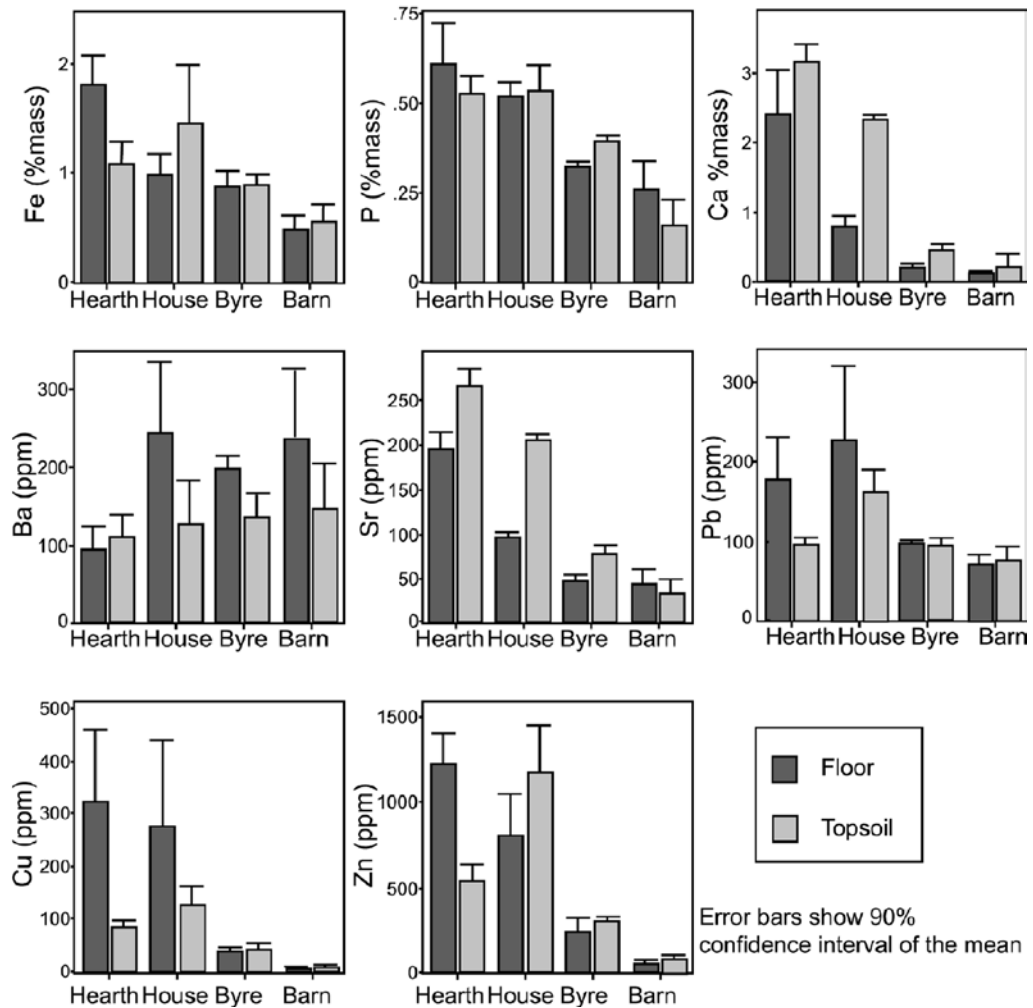 Fe (%mass)
2
1
0
Hearth House Byre Barn
P (%mass)
.75
.50
.25
0
Hearth House Byre Barn
Ca %mass)
3
2
1
0
Hearth House Byre Barn
Ba (ppm)
300
200
100
0
Hearth House Byre Barn
Sr (ppm)
250
200
250
100
50
0
Hearth House Byre Barn
Pb (ppm)
300
200
100
0
Hearth House Byre Barn
Cu (ppm)
500
400
300
200
100
0
Hearth House Byre Barn
Zn (ppm)
1500
1000
500
0
Hearth House Byre Barn
Floor
Topsoil
Error bars show 90%
confidence interval of the mean